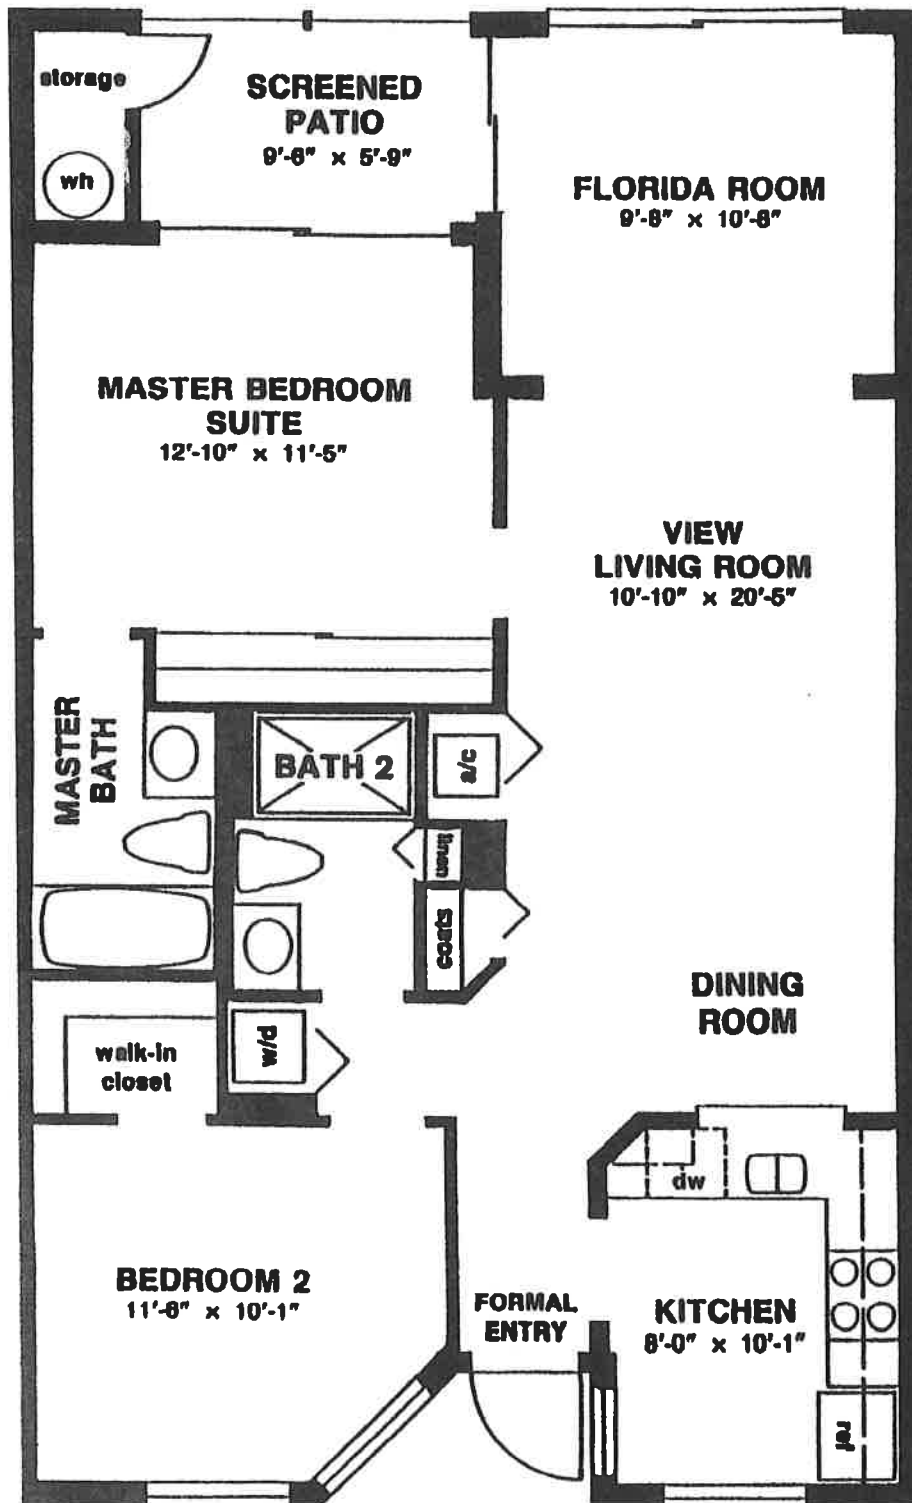 storage
SCREENED
PATIO
9'-6" x 5'-9"
wh
FLORIDA ROOM
9'-8" x 10'-8"
MASTER BEDROOM
SUITE
12'-10" x 11'-5"
VIEW
LIVING ROOM
10'-10" x 20'-5"
MASTER
BATH
BATH 2
a/c
linen
coats
DINING
ROOM
walk-in
closet
w/d
dw
BEDROOM 2
11'-6" x 10'-1"
FORMAL
ENTRY
KITCHEN
8'-0" x 10'-1"
ref